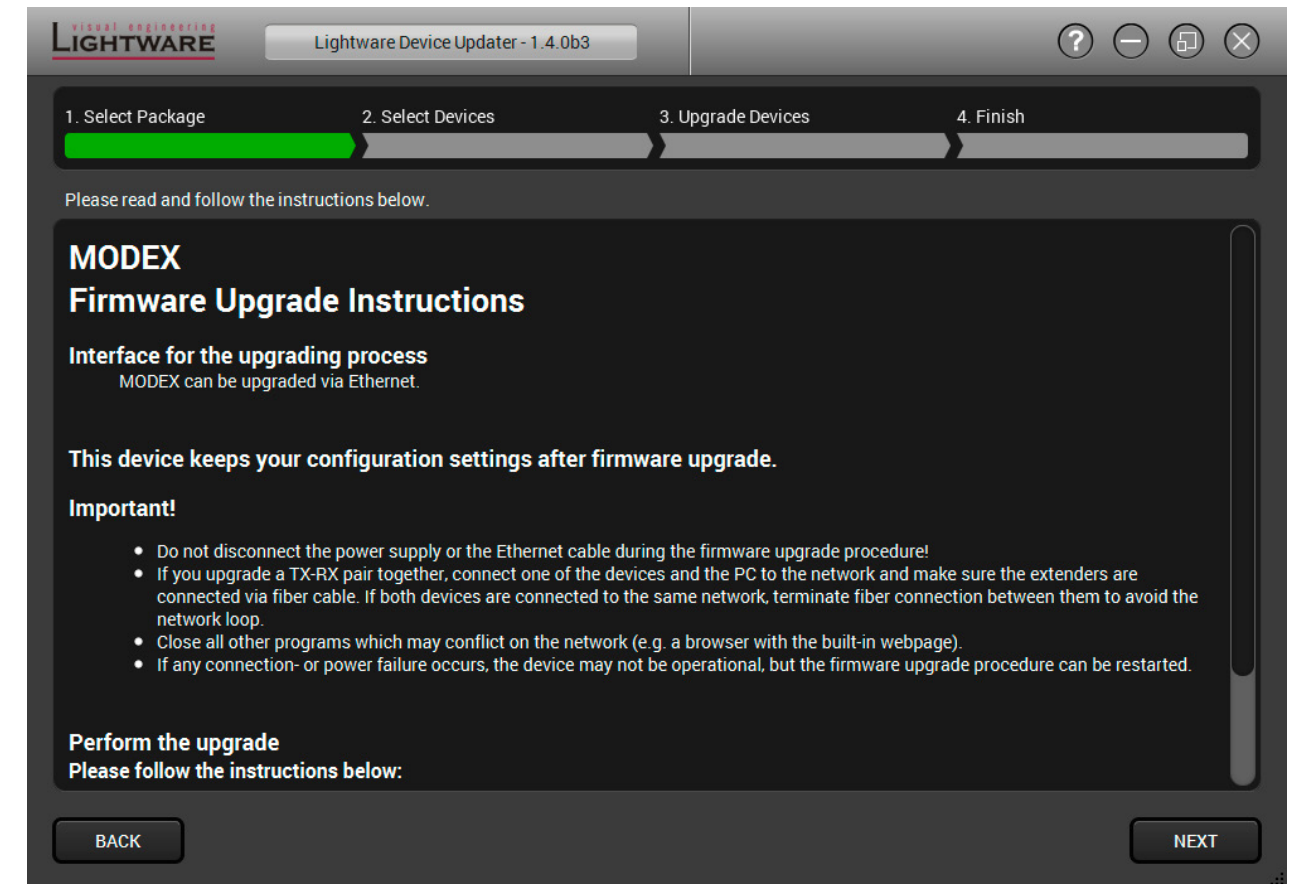 visual engineering
LIGHTWARE
Lightware Device Updater - 1.4.0b3
?
1. Select Package
2. Select Devices
3. Upgrade Devices
4. Finish
Please read and follow the instructions below.
MODEX
Firmware Upgrade Instructions
Interface for the upgrading process
MODEX can be upgraded via Ethernet.
This device keeps your configuration settings after firmware upgrade.
Important!
• Do not disconnect the power supply or the Ethernet cable during the firmware upgrade procedure!
• If you upgrade a TX-RX pair together, connect one of the devices and the PC to the network and make sure the extenders are
connected via fiber cable. If both devices are connected to the same network, terminate fiber connection between them to avoid the
network loop.
• Close all other programs which may conflict on the network (e.g. a browser with the built-in webpage).
• If any connection- or power failure occurs, the device may not be operational, but the firmware upgrade procedure can be restarted.
Perform the upgrade
Please follow the instructions below:
BACK
NEXT